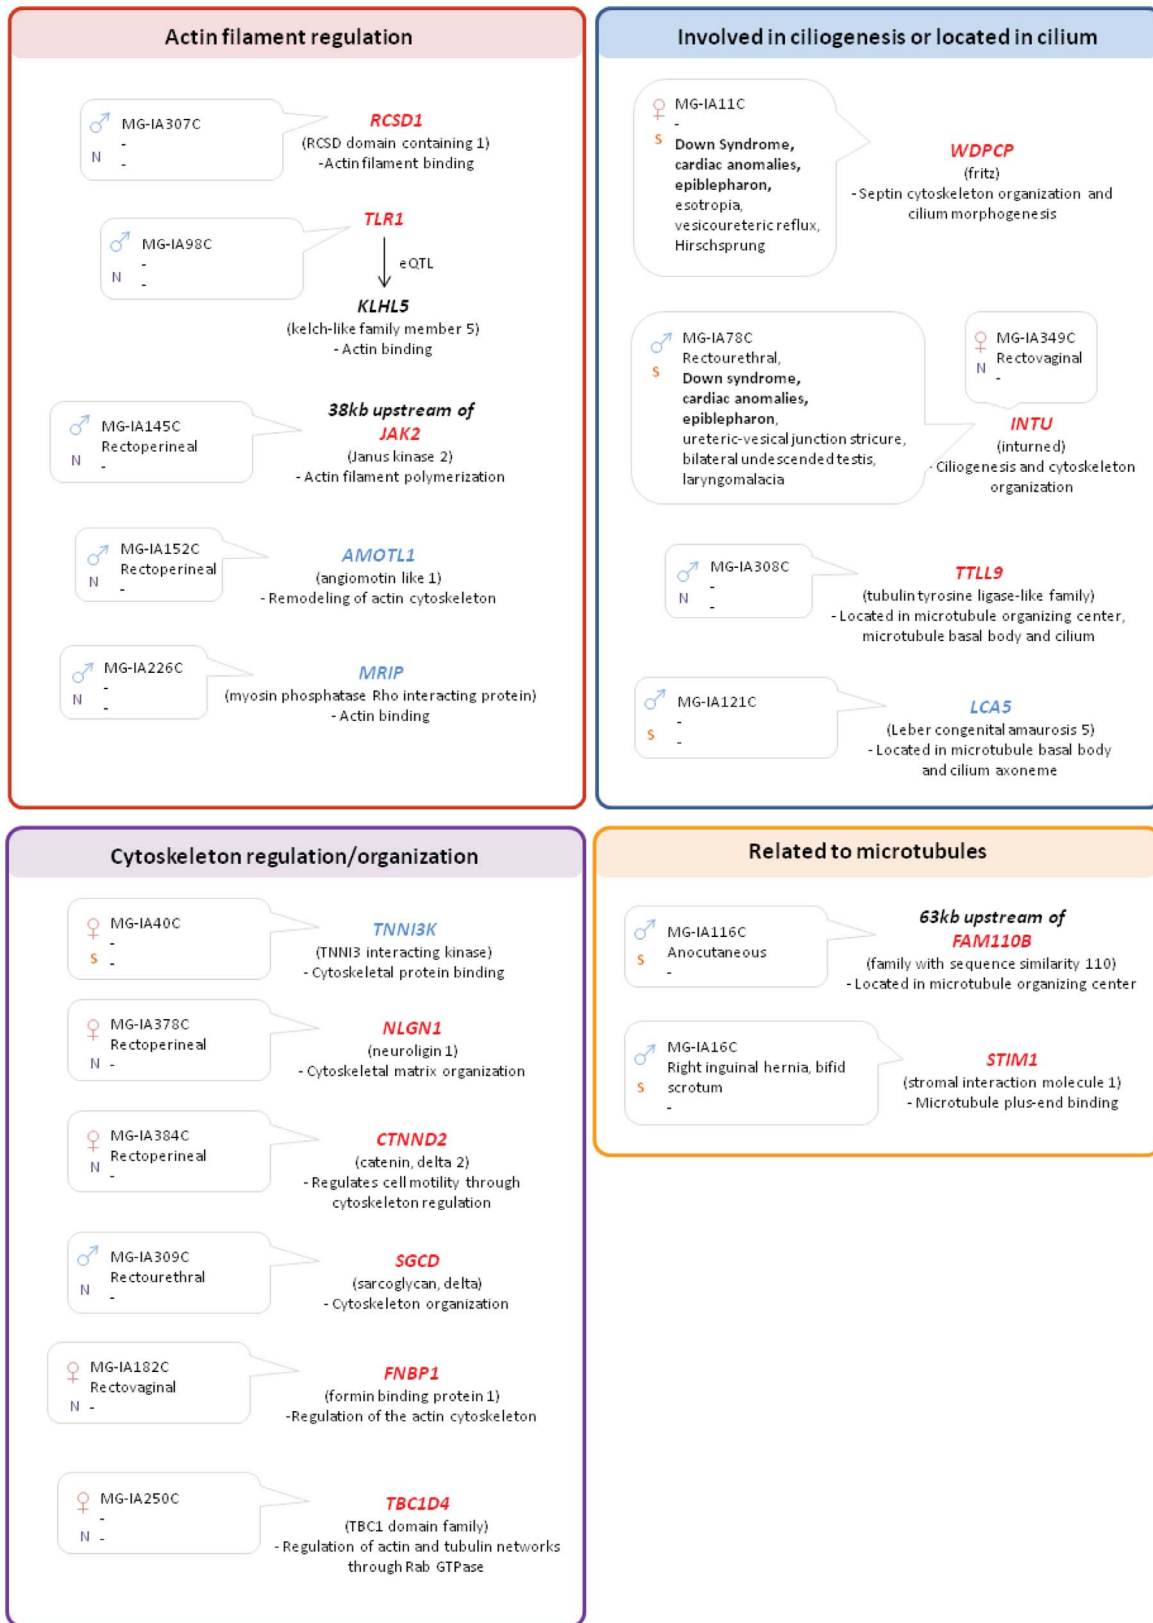 Actin filament regulation
♂ MG-IA307C
-
N -
RCSD1
(RCSD domain containing 1)
-Actin filament binding
♂ MG-IA98C
-
N -
TLR1
eQTL
KLHL5
(kelch-like family member 5)
- Actin binding
♂ MG-IA145C
Rectoperineal
N -
38kb upstream of
JAK2
(Janus kinase 2)
- Actin filament polymerization
♂ MG-IA152C
Rectoperineal
N -
AMOTL1
(angiomotin like 1)
- Remodeling of actin cytoskeleton
♂ MG-IA226C
-
N -
MRIP
(myosin phosphatase Rho interacting protein)
- Actin binding
Involved in ciliogenesis or located in cilium
♀ MG-IA11C
-
S Down Syndrome,
cardiac anomalies,
epiblepharon,
esotropia,
vesicoureteric reflux,
Hirschsprung
WDPCP
(fritz)
- Septin cytoskeleton organization and
cilium morphogenesis
♂ MG-IA78C
Rectourethral,
S Down syndrome,
cardiac anomalies,
epiblepharon,
ureteric-vesical junction stricure,
bilateral undescended testis,
laryngomalacia
♀ MG-IA349C
N Rectovaginal
-
INTU
(inturned)
- Ciliogenesis and cytoskeleton
organization
♂ MG-IA308C
-
N -
TTLL9
(tubulin tyrosine ligase-like family)
- Located in microtubule organizing center,
microtubule basal body and cilium
♂ MG-IA121C
-
S -
LCA5
(Leber congenital amaurosis 5)
- Located in microtubule basal body
and cilium axoneme
Cytoskeleton regulation/organization
♀ MG-IA40C
-
S -
TNNI3K
(TNNI3 interacting kinase)
- Cytoskeletal protein binding
♀ MG-IA378C
Rectoperineal
N -
NLGN1
(neuroligin 1)
- Cytoskeletal matrix organization
♀ MG-IA384C
Rectoperineal
N -
CTNND2
(catenin, delta 2)
- Regulates cell motility through
cytoskeleton regulation
♂ MG-IA309C
Rectourethral
N -
SGCD
(sarcoglycan, delta)
- Cytoskeleton organization
♀ MG-IA182C
Rectovaginal
N -
FNBP1
(formin binding protein 1)
-Regulation of the actin cytoskeleton
♀ MG-IA250C
-
N -
TBC1D4
(TBC1 domain family)
- Regulation of actin and tubulin networks
through Rab GTPase
Related to microtubules
♂ MG-IA116C
Anocutaneous
S -
63kb upstream of
FAM110B
(family with sequence similarity 110)
- Located in microtubule organizing center
♂ MG-IA16C
Right inguinal hernia, bifid
S scrotum
-
STIM1
(stromal interaction molecule 1)
- Microtubule plus-end binding